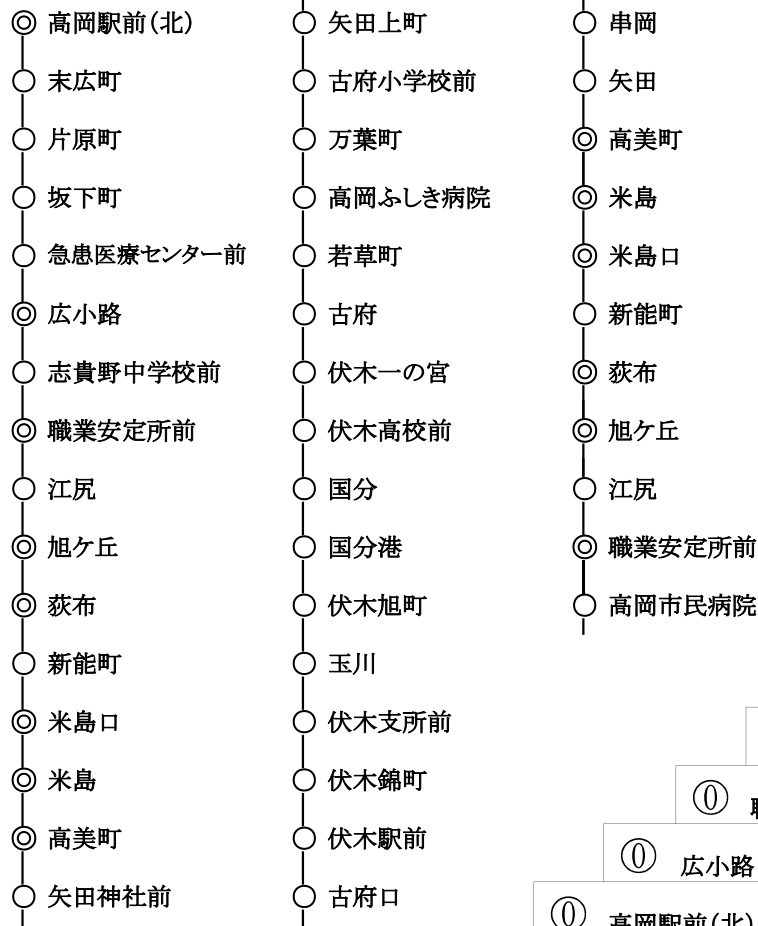 ◎ 高岡駅前(北)
○ 末広町
○ 片原町
○ 坂下町
○ 急患医療センター前
◎ 広小路
○ 志貴野中学校前
◎ 職業安定所前
○ 江尻
◎ 旭ケ丘
◎ 荻布
○ 新能町
◎ 米島口
◎ 米島
◎ 高美町
○ 矢田神社前
○ 矢田上町
○ 古府小学校前
○ 万葉町
○ 高岡ふしき病院
○ 若草町
○ 古府
○ 伏木一の宮
○ 伏木高校前
○ 国分
○ 国分港
○ 伏木旭町
○ 玉川
○ 伏木支所前
○ 伏木錦町
○ 伏木駅前
○ 古府口
○ 串岡
○ 矢田
◎ 高美町
◎ 米島
◎ 米島口
○ 新能町
◎ 荻布
◎ 旭ケ丘
○ 江尻
◎ 職業安定所前
○ 高岡市民病院
⓪
⓪ 広小路
⓪ 高岡駅前(北)